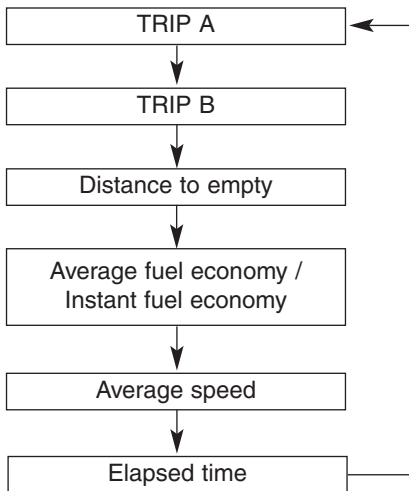 TRIP A
TRIP B
Distance to empty
Average fuel economy /
Instant fuel economy
Average speed
Elapsed time